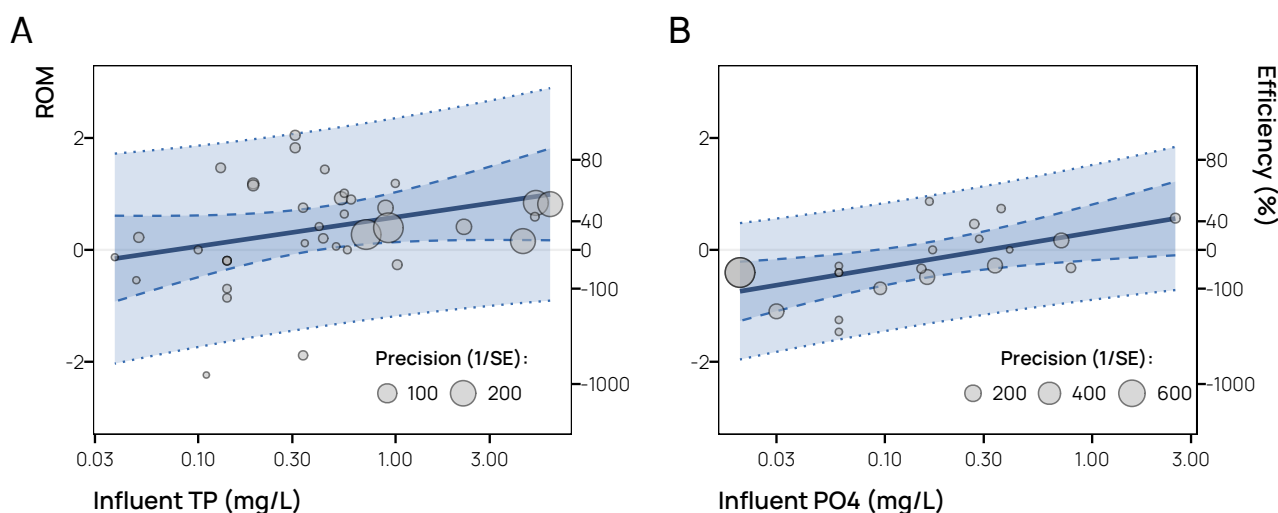 A
ROM
2
0
-2
80
40
0
-100
-1000
Precision (1/SE):
100 200
0.03 0.10 0.30 1.00 3.00
Influent TP (mg/L)
B
Efficiency (%)
2
0
-2
80
40
0
-100
-1000
Precision (1/SE):
200 400 600
0.03 0.10 0.30 1.00 3.00
Influent PO4 (mg/L)